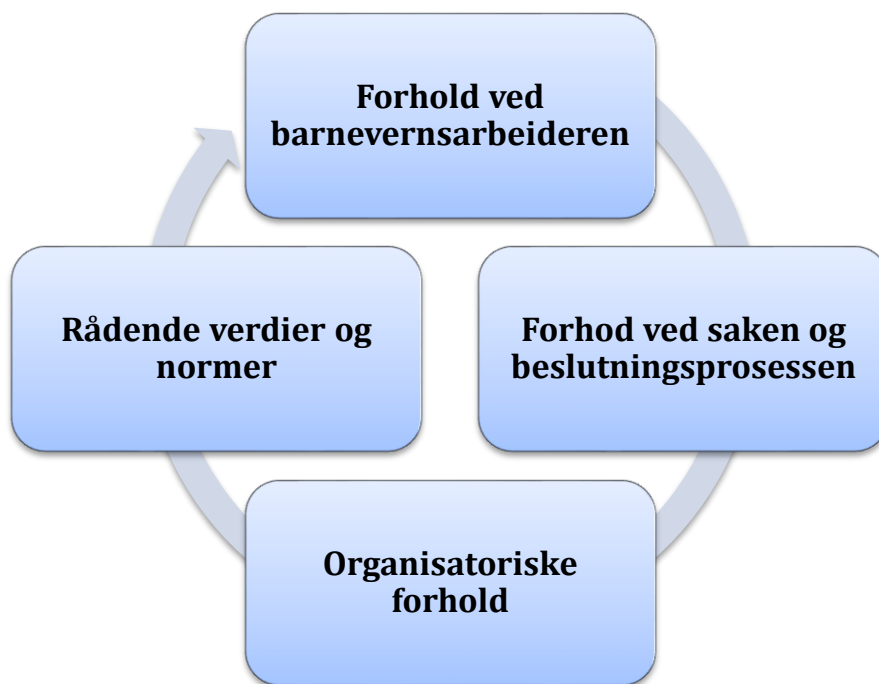 Forhold ved
barnevernsarbeideren
Rådende verdier og
normer
Forhod ved saken og
beslutningsprosessen
Organisatoriske
forhold